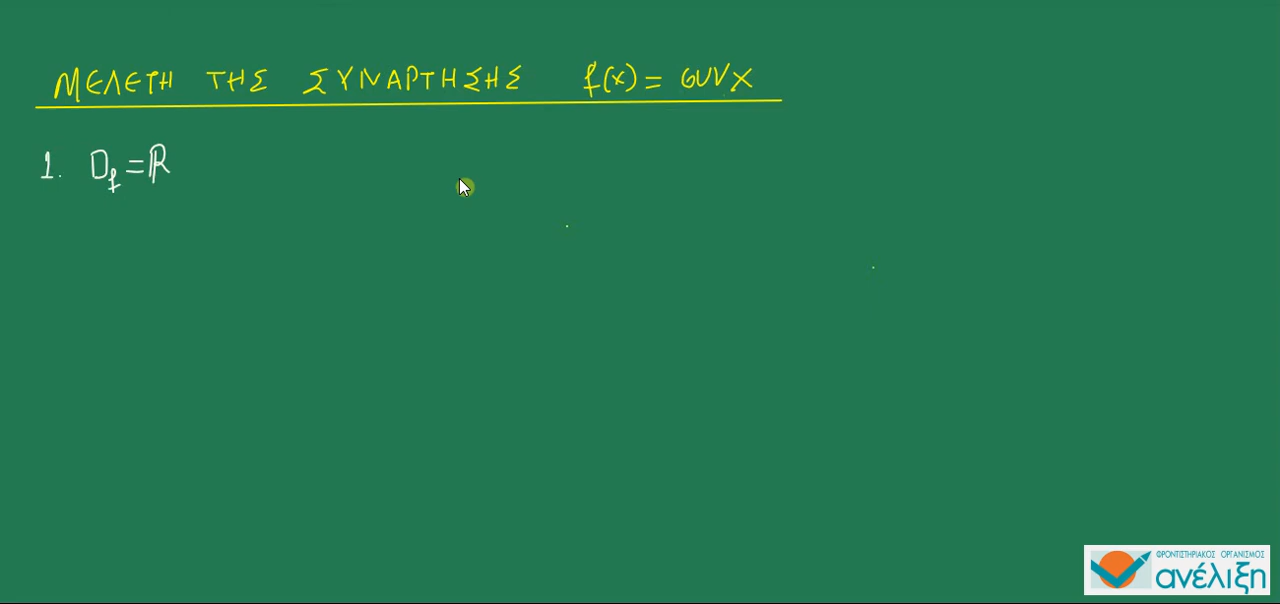 ΜΕΛΕΤΗ ΤΗΣ ΣΥΝΑΡΤΗΣΗΣ f(x) = συνx
1. Df = ℝ
ΦΡΟΝΤΙΣΤΗΡΙΑΚΟΣ ΟΡΓΑΝΙΣΜΟΣ
ανέλιξη